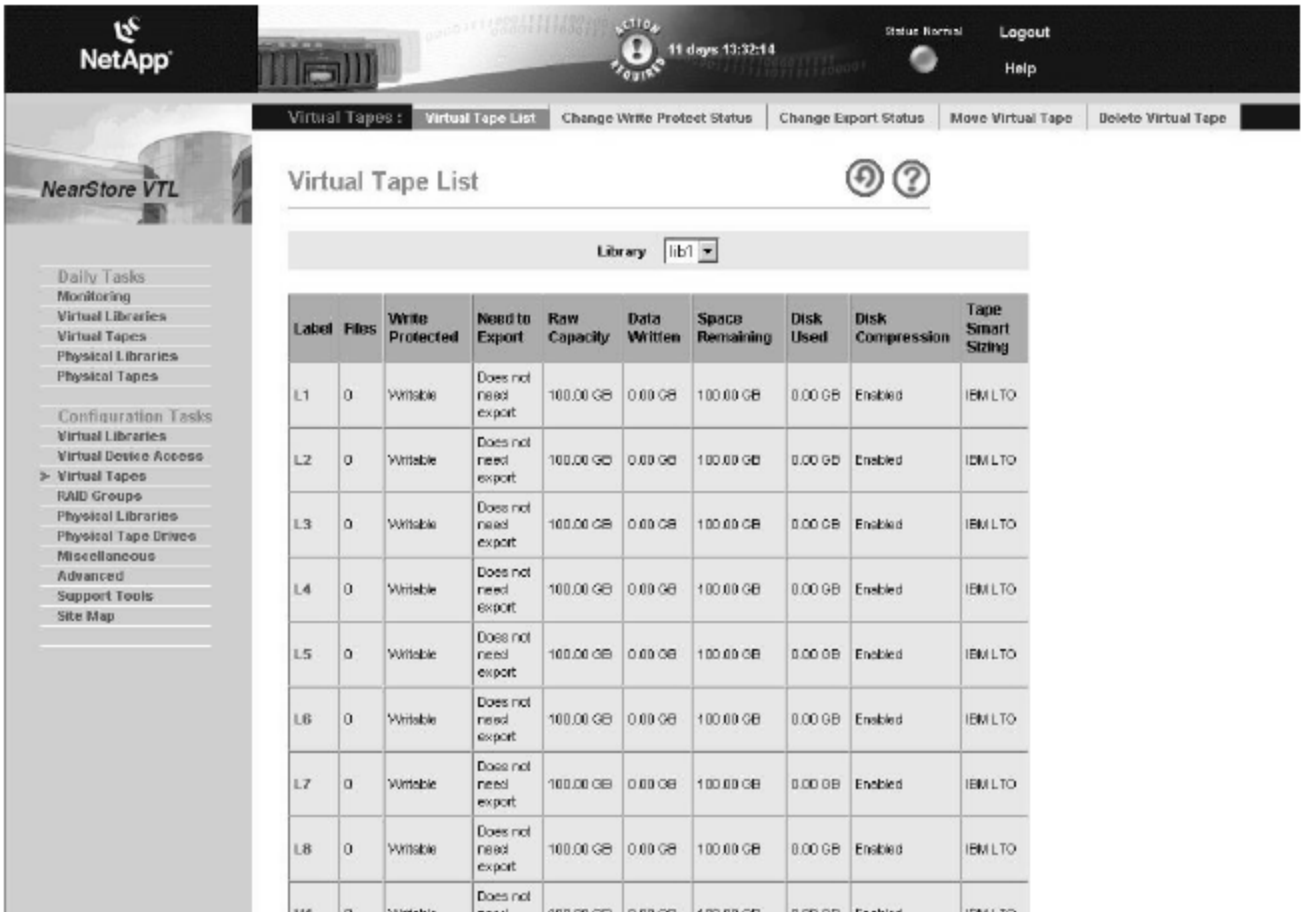 NetApp
ACTION REQUIRED
11 days 13:32:14
Status Normal
Logout
Help
Virtual Tapes : Virtual Tape List Change Write Protect Status Change Export Status Move Virtual Tape Delete Virtual Tape
NearStore VTL
Virtual Tape List
Library lib1
Daily Tasks
Monitoring
Virtual Libraries
Virtual Tapes
Physical Libraries
Physical Tapes
Configuration Tasks
Virtual Libraries
Virtual Device Access
> Virtual Tapes
RAID Groups
Physical Libraries
Physical Tape Drives
Miscellaneous
Advanced
Support Tools
Site Map
Label Files Write Protected Need to Export Raw Capacity Data Written Space Remaining Disk Used Disk Compression Tape Smart Sizing
L1 0 Writable Does not need export 100.00 GB 0.00 GB 100.00 GB 0.00 GB Enabled IBM LTO
L2 0 Writable Does not need export 100.00 GB 0.00 GB 100.00 GB 0.00 GB Enabled IBM LTO
L3 0 Writable Does not need export 100.00 GB 0.00 GB 100.00 GB 0.00 GB Enabled IBM LTO
L4 0 Writable Does not need export 100.00 GB 0.00 GB 100.00 GB 0.00 GB Enabled IBM LTO
L5 0 Writable Does not need export 100.00 GB 0.00 GB 100.00 GB 0.00 GB Enabled IBM LTO
L6 0 Writable Does not need export 100.00 GB 0.00 GB 100.00 GB 0.00 GB Enabled IBM LTO
L7 0 Writable Does not need export 100.00 GB 0.00 GB 100.00 GB 0.00 GB Enabled IBM LTO
L8 0 Writable Does not need export 100.00 GB 0.00 GB 100.00 GB 0.00 GB Enabled IBM LTO
Does not